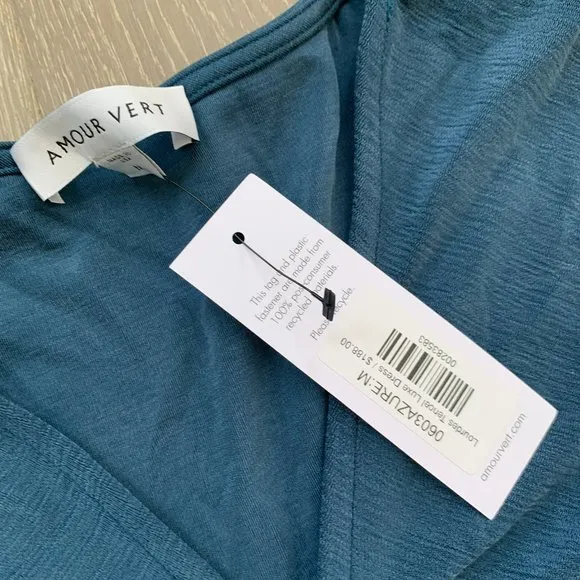 AMOUR VERT
M
This tag and plastic
fastener are made from
100% post-consumer
recycled materials.
Please recycle.
00283583
0603AZURE:M
Lourdes Tencel Luxe Dress / $188.00
amourvert.com